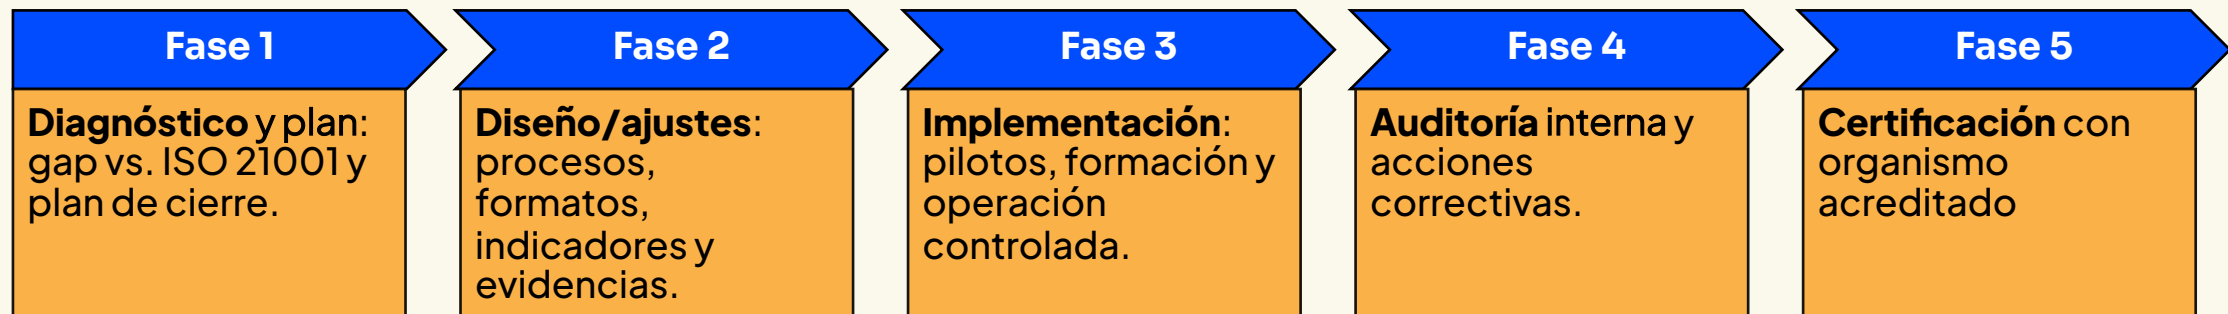 Fase 1
Diagnóstico y plan:
gap vs. ISO 21001 y
plan de cierre.
Fase 2
Diseño/ajustes:
procesos,
formatos,
indicadores y
evidencias.
Fase 3
Implementación:
pilotos, formación y
operación
controlada.
Fase 4
Auditoría interna y
acciones
correctivas.
Fase 5
Certificación con
organismo
acreditado